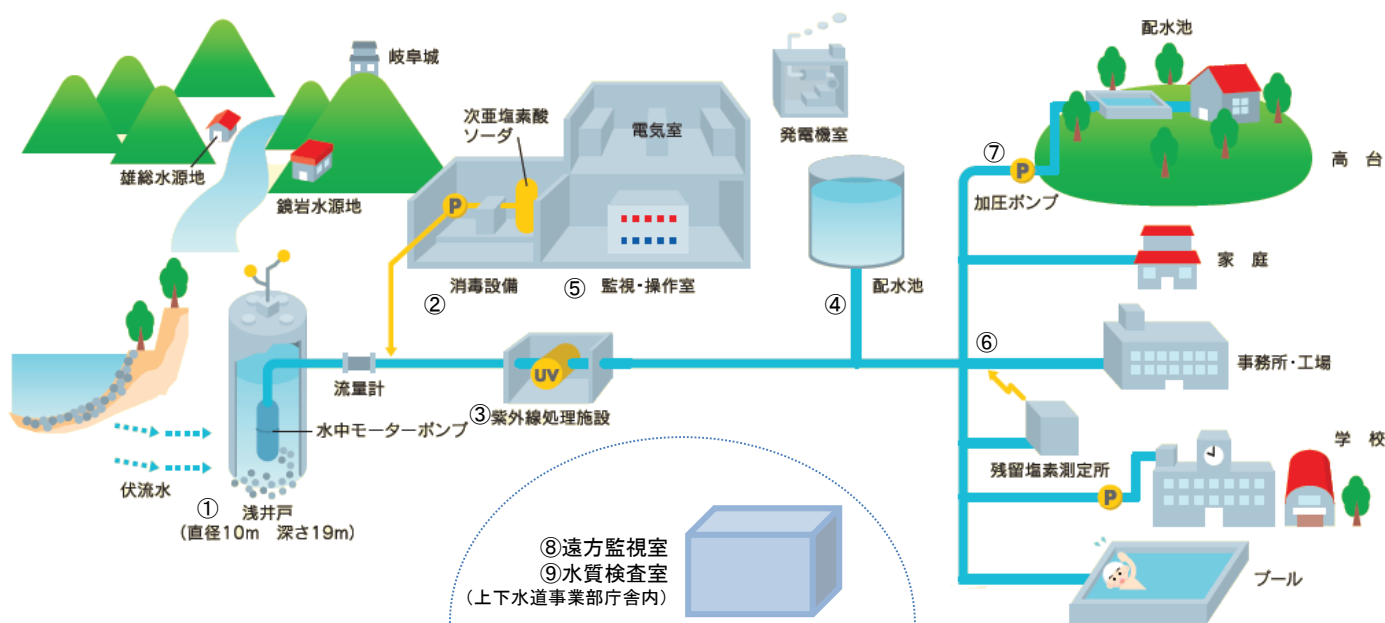 岐阜城
雄総水源地
鏡岩水源地
次亜塩素酸
ソーダ
電気室
発電機室
P
②
消毒設備
⑤
監視・操作室
④
配水池
配水池
⑦
P
加圧ポンプ
高 台
家 庭
⑥
事務所・工場
流量計
UV
③紫外線処理施設
水中モーターポンプ
伏流水
①
浅井戸
(直径10m 深さ19m)
残留塩素測定所
学 校
P
プール
⑧遠方監視室
⑨水質検査室
(上下水道事業部庁舎内)